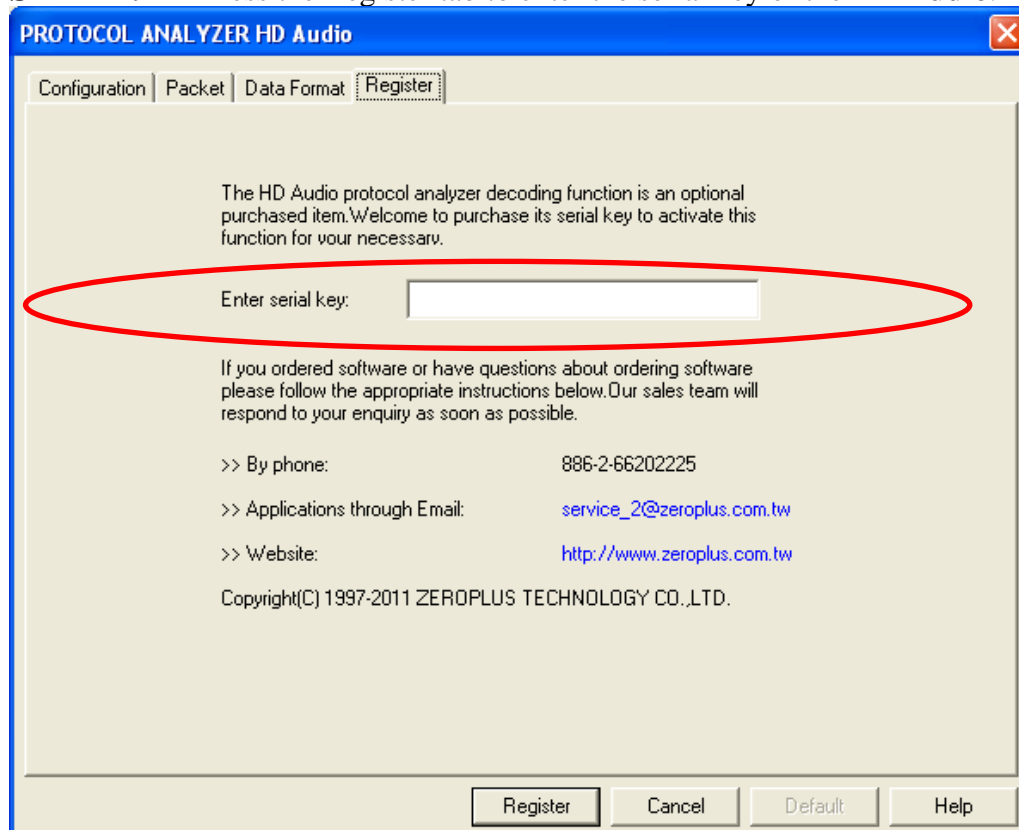 PROTOCOL ANALYZER HD Audio
Configuration Packet Data Format Register
The HD Audio protocol analyzer decoding function is an optional
purchased item.Welcome to purchase its serial key to activate this
function for your necessary.
Enter serial key:
If you ordered software or have questions about ordering software
please follow the appropriate instructions below.Our sales team will
respond to your enquiry as soon as possible.
>> By phone: 886-2-66202225
>> Applications through Email: service_2@zeroplus.com.tw
>> Website: http://www.zeroplus.com.tw
Copyright(C) 1997-2011 ZEROPLUS TECHNOLOGY CO.,LTD.
Register Cancel Default Help